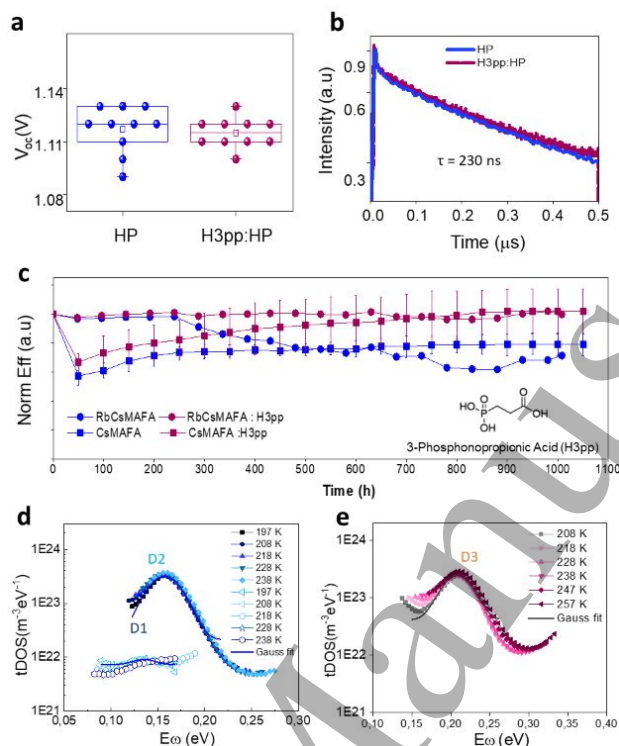 a
V_oc(V)
1.14
1.11
1.08
HP
H3pp:HP
b
Intensity (a.u)
0.9
0.6
0.3
HP
H3pp:HP
τ = 230 ns
0.0 0.1 0.2 0.3 0.4 0.5
Time (μs)
c
Norm Eff (a.u)
RbCsMAFA
RbCsMAFA : H3pp
CsMAFA
CsMAFA :H3pp
HO
O
P
OH
O
OH
3-Phosphonopropionic Acid (H3pp)
0 100 200 300 400 500 600 700 800 900 1000 1100
Time (h)
d
tDOS(m⁻³eV⁻¹)
1E24
1E23
1E22
1E21
D2
D1
197 K
208 K
218 K
228 K
238 K
197 K
208 K
218 K
228 K
238 K
Gauss fit
0,05 0,10 0,15 0,20 0,25 0,30
Eω (eV)
e
tDOS(m⁻³eV⁻¹)
1E24
1E23
1E22
1E21
D3
208 K
218 K
228 K
238 K
247 K
257 K
Gauss fit
0,10 0,15 0,20 0,25 0,30 0,35 0,40
Eω (eV)
Manus